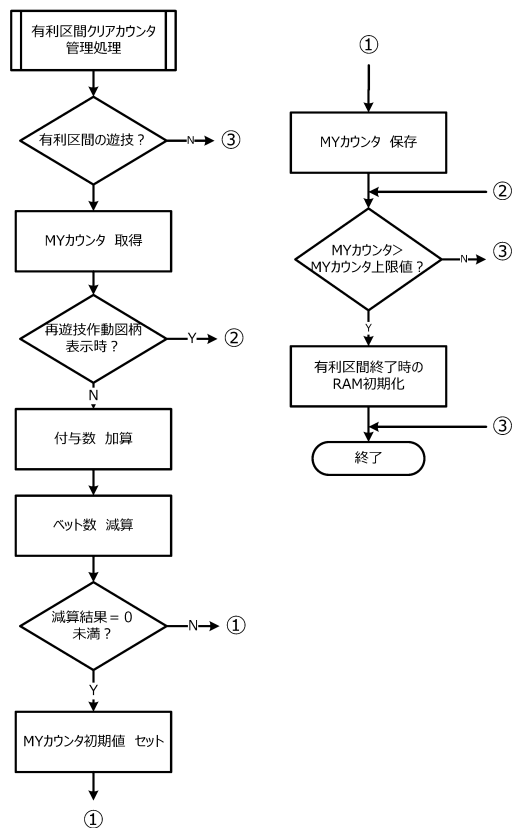 有利区間クリアカウンタ
管理処理
有利区間の遊技?
N
③
MYカウンタ 取得
再遊技作動図柄
表示時?
Y
②
N
付与数 加算
ベット数 減算
減算結果=0
未満?
N
①
Y
MYカウンタ初期値 セット
①
①
MYカウンタ 保存
②
MYカウンタ>
MYカウンタ上限値?
N
③
Y
有利区間終了時の
RAM初期化
③
終了